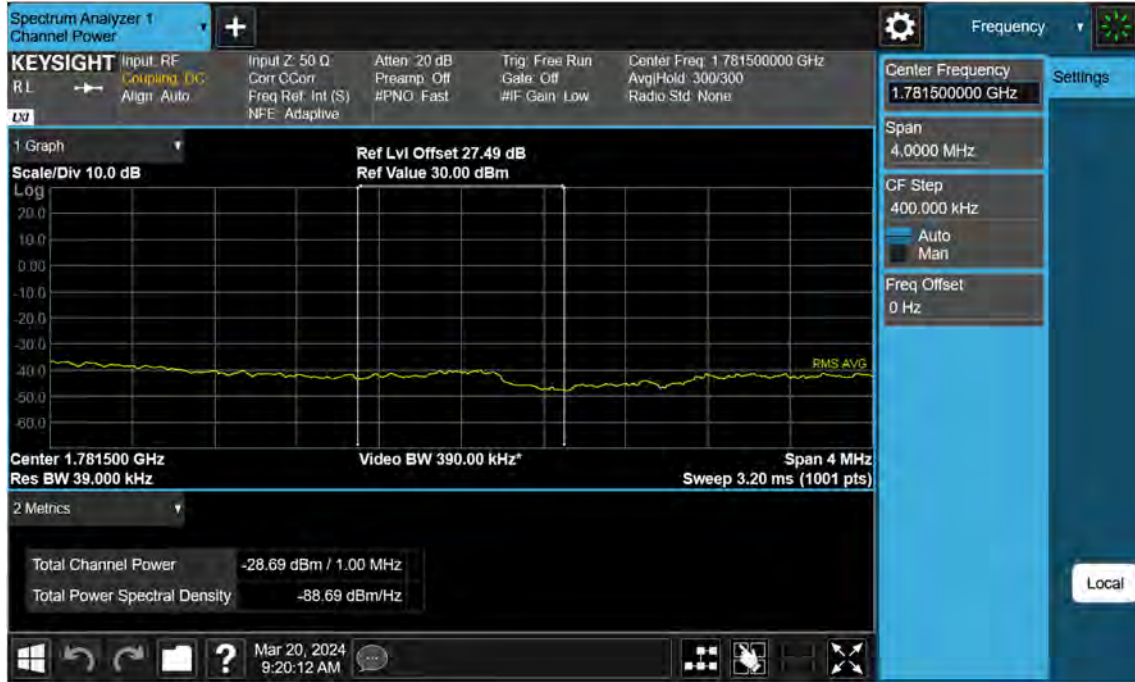 Spectrum Analyzer 1
Channel Power
+
Frequency
KEYSIGHT
RL
LXI
Input: RF
Coupling: DC
Align: Auto
Input Z: 50 Ω
Corr CCorr
Freq Ref: Int (S)
NFE: Adaptive
Atten: 20 dB
Preamp: Off
#PNO: Fast
Trig: Free Run
Gate: Off
#IF Gain: Low
Center Freq: 1.781500000 GHz
Avg|Hold: 300/300
Radio Std: None
Center Frequency
1.781500000 GHz
Settings
Span
4.0000 MHz
CF Step
400.000 kHz
Auto
Man
Freq Offset
0 Hz
1 Graph
Scale/Div 10.0 dB
Ref Lvl Offset 27.49 dB
Ref Value 30.00 dBm
Log
20.0
10.0
0.00
-10.0
-20.0
-30.0
-40.0
-50.0
-60.0
RMS AVG
Center 1.781500 GHz
Video BW 390.00 kHz*
Span 4 MHz
Res BW 39.000 kHz
Sweep 3.20 ms (1001 pts)
2 Metrics
Total Channel Power -28.69 dBm / 1.00 MHz
Total Power Spectral Density -88.69 dBm/Hz
Local
?
Mar 20, 2024
9:20:12 AM